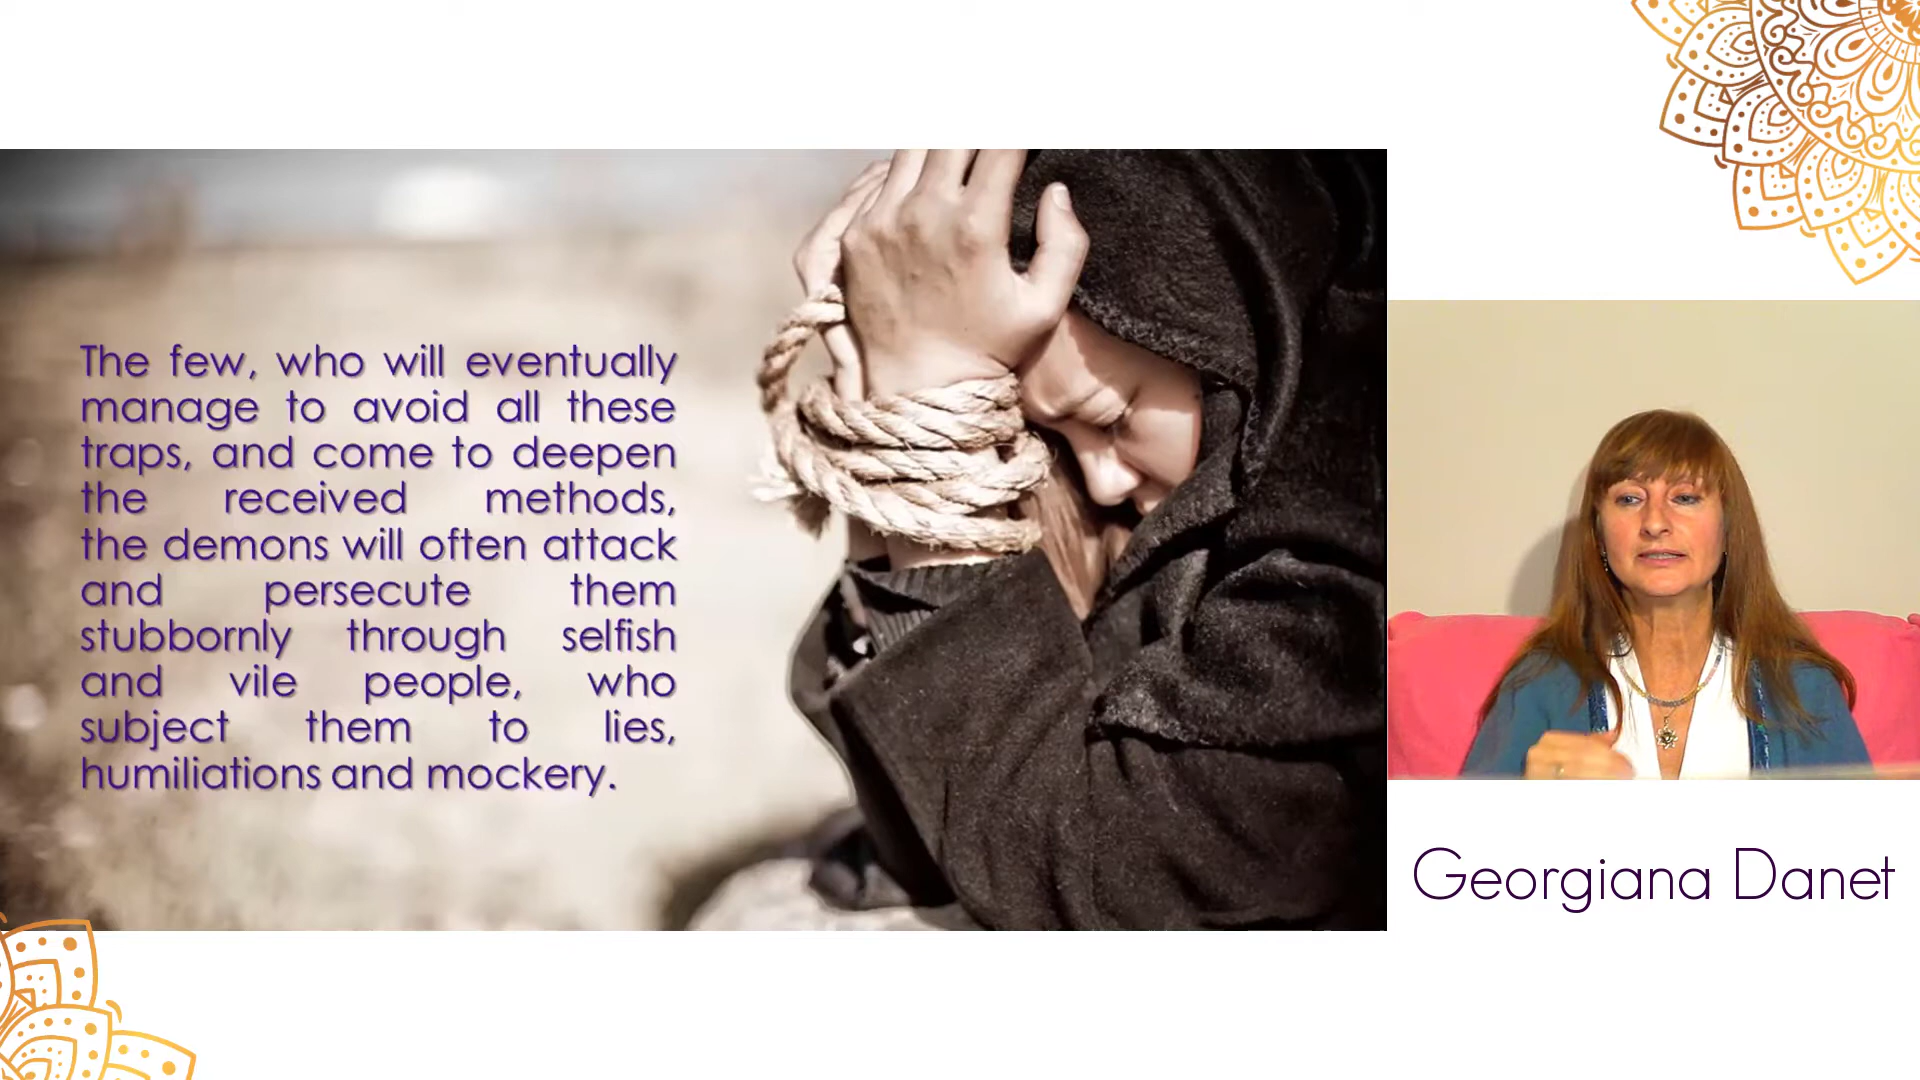 The few, who will eventually
manage to avoid all these
traps, and come to deepen
the received methods,
the demons will often attack
and persecute them
stubbornly through selfish
and vile people, who
subject them to lies,
humiliations and mockery.
Georgiana Danet